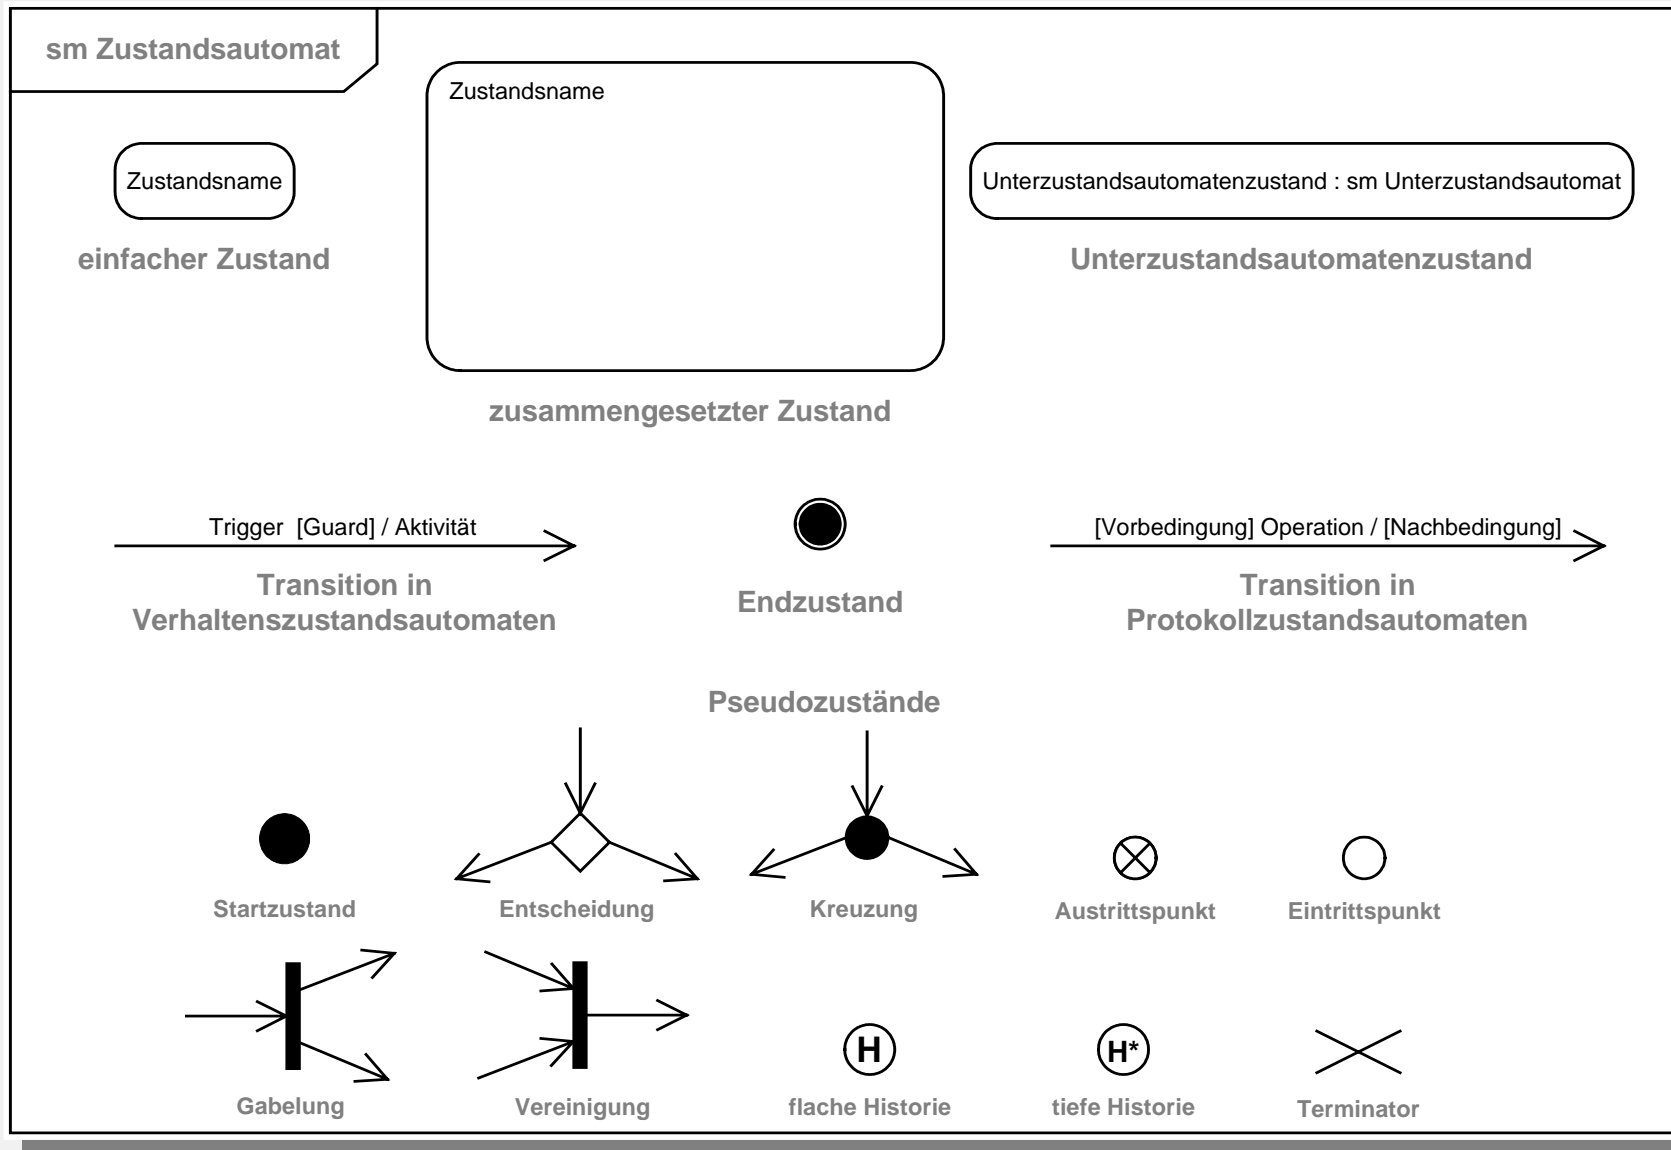 sm Zustandsautomat
Zustandsname
Zustandsname
Unterzustandsautomatenzustand : sm Unterzustandsautomat
einfacher Zustand
Unterzustandsautomatenzustand
zusammengesetzter Zustand
Trigger  [Guard] / Aktivität
[Vorbedingung] Operation / [Nachbedingung]
Transition in
Verhaltenszustandsautomaten
Endzustand
Transition in
Protokollzustandsautomaten
Pseudozustände
Startzustand
Entscheidung
Kreuzung
Austrittspunkt
Eintrittspunkt
H
H*
Gabelung
Vereinigung
flache Historie
tiefe Historie
Terminator